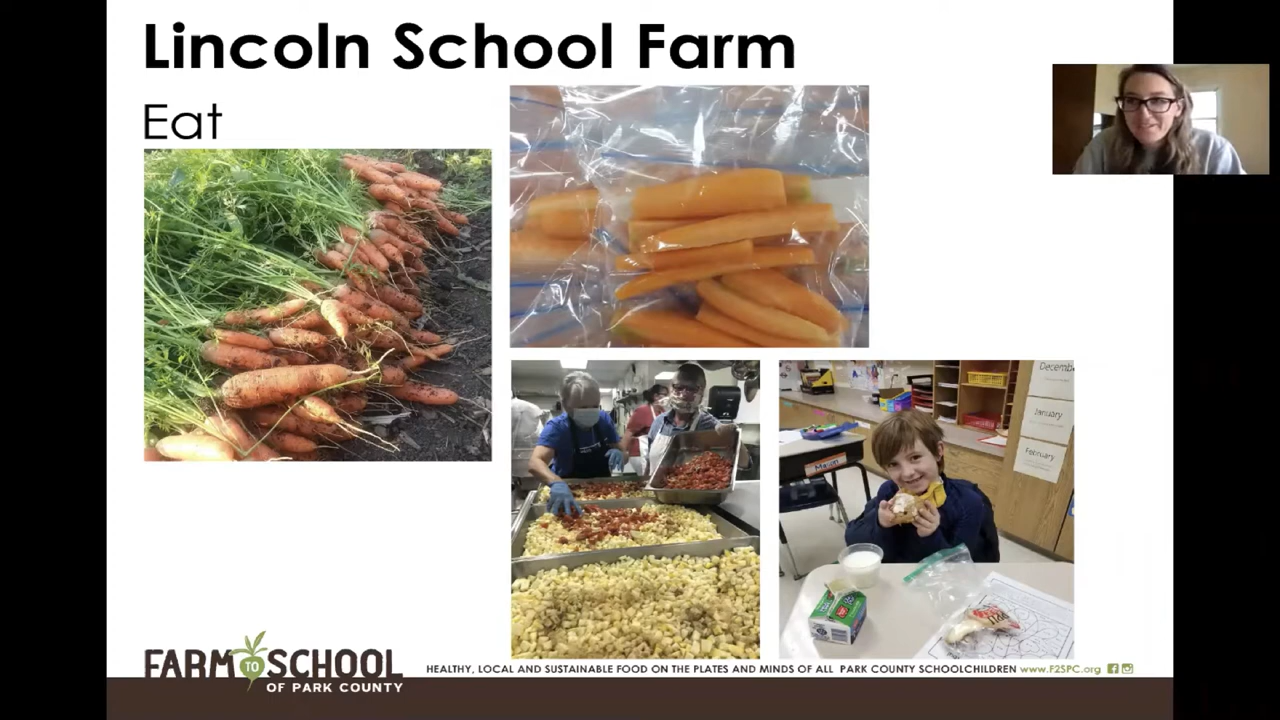 Lincoln School Farm
Eat
December
January
February
FARM TO SCHOOL
OF PARK COUNTY
HEALTHY, LOCAL AND SUSTAINABLE FOOD ON THE PLATES AND MINDS OF ALL PARK COUNTY SCHOOLCHILDREN www.F2SPC.org